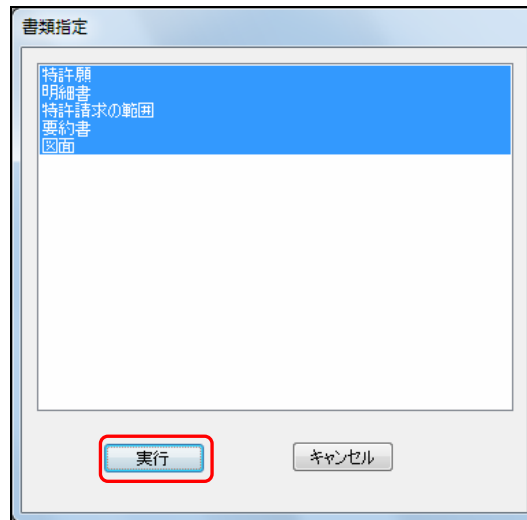 書類指定
特許願
明細書
特許請求の範囲
要約書
図面
実行
キャンセル